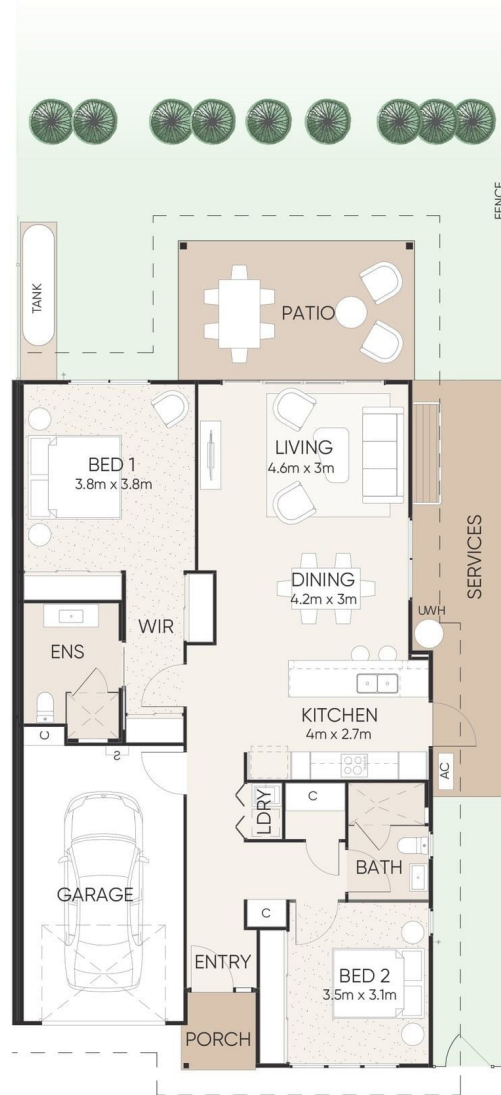 FENCE
TANK
PATIO
LIVING
4.6m x 3m
BED 1
3.8m x 3.8m
SERVICES
DINING
4.2m x 3m
UWH
WIR
ENS
KITCHEN
4m x 2.7m
C
S
AC
LDRY
C
BATH
GARAGE
C
ENTRY
BED 2
3.5m x 3.1m
PORCH